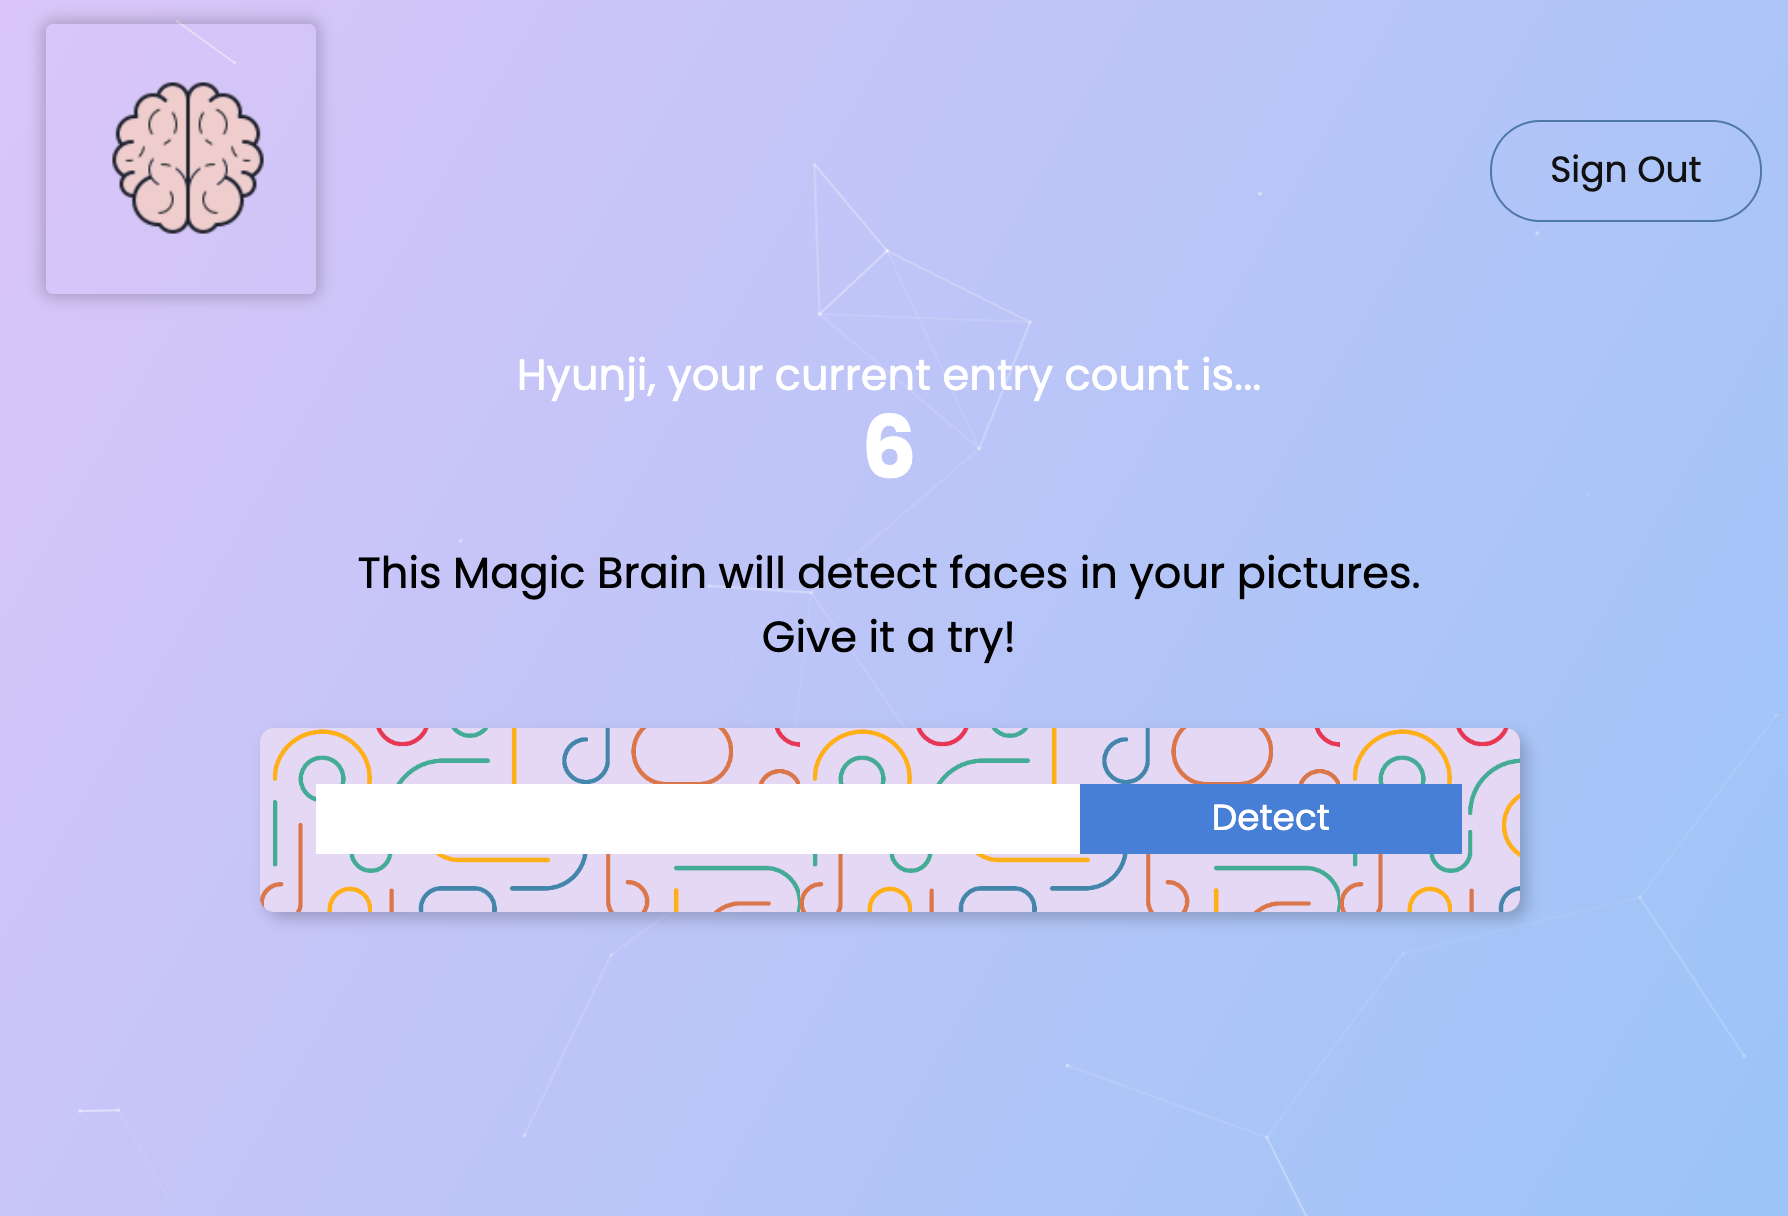 Sign Out
Hyunji, your current entry count is...
6
This Magic Brain will detect faces in your pictures.
Give it a try!
Detect